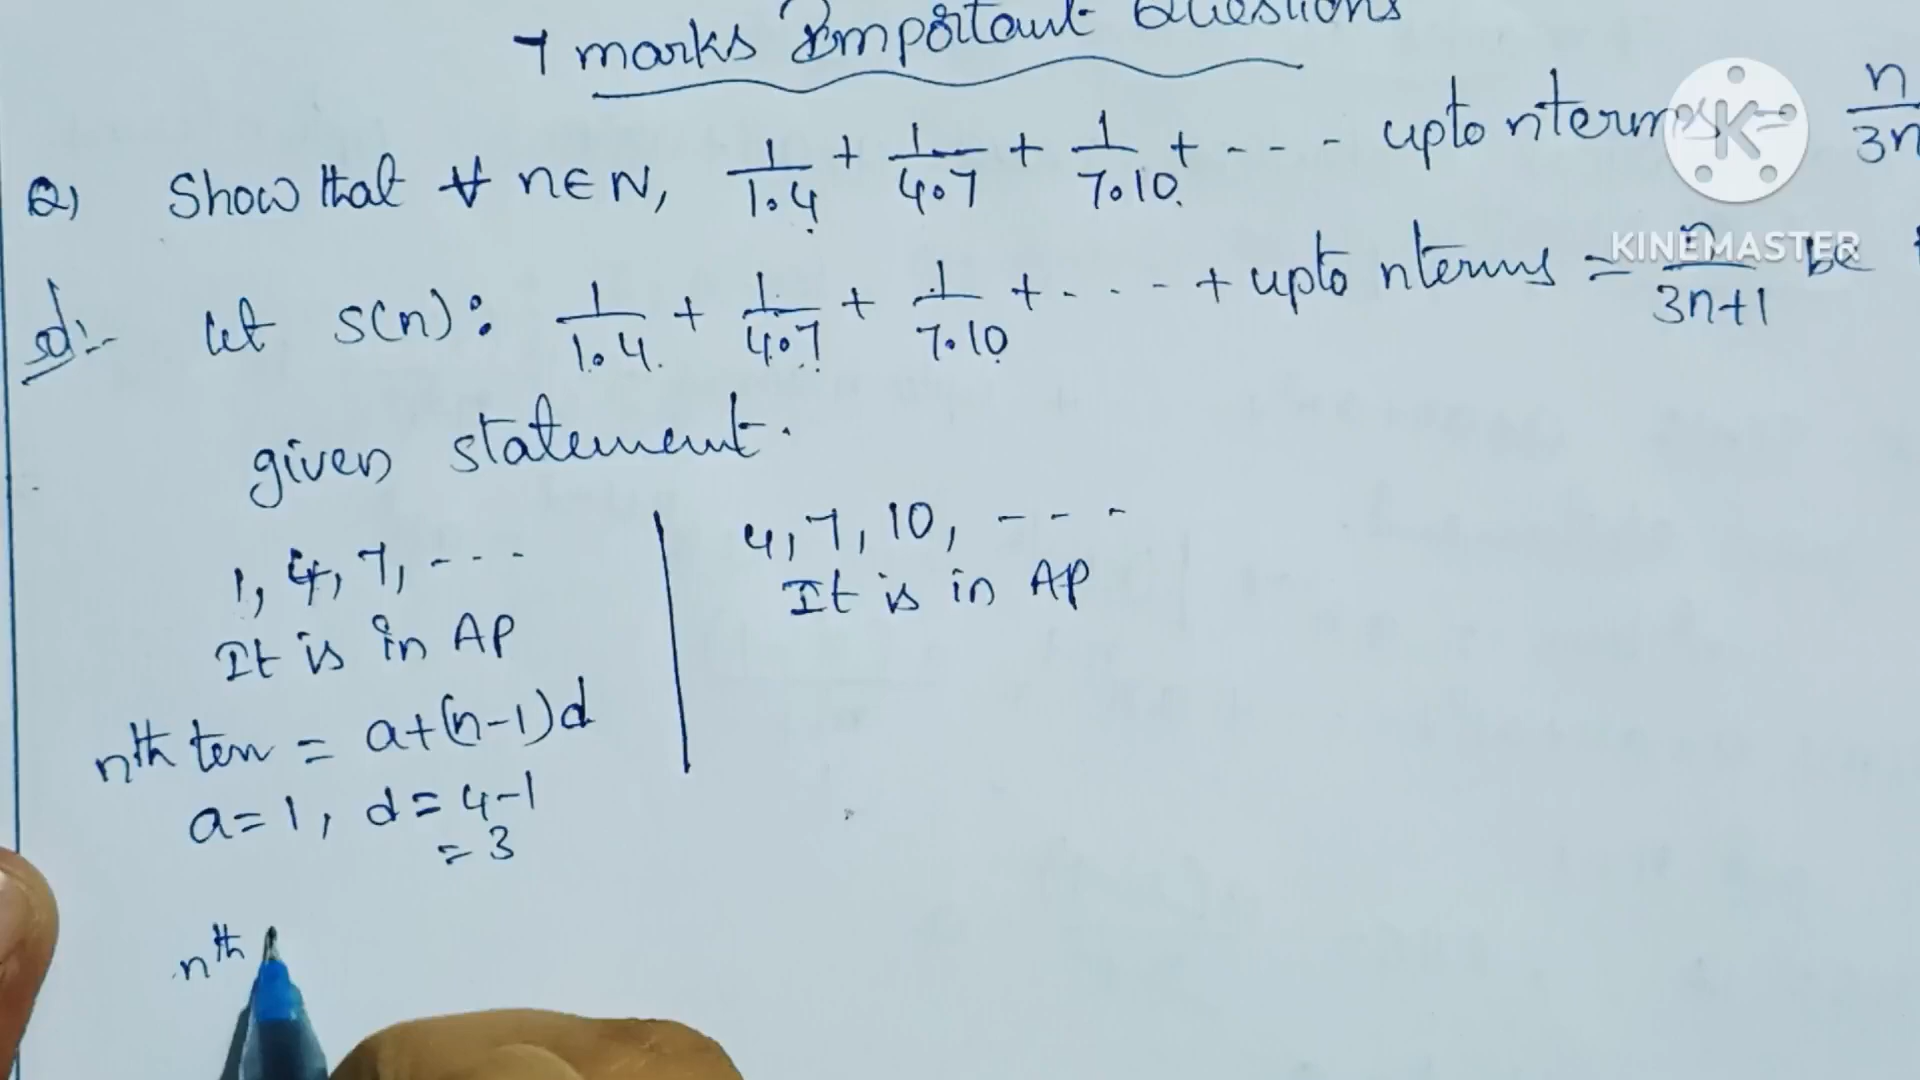 7 marks Important Questions
Q) Show that ∀ n∈N, 1/1.4 + 1/4.7 + 1/7.10 + - - - upto n terms = n/3n
KINEMASTER
Sol:- let S(n): 1/1.4 + 1/4.7 + 1/7.10 + - - - + upto n terms = n/3n+1 be
given statement.
1, 4, 7, - - -
It is in AP
nth term = a+(n-1)d
a=1, d=4-1
=3
nth
4, 7, 10, - - -
It is in AP